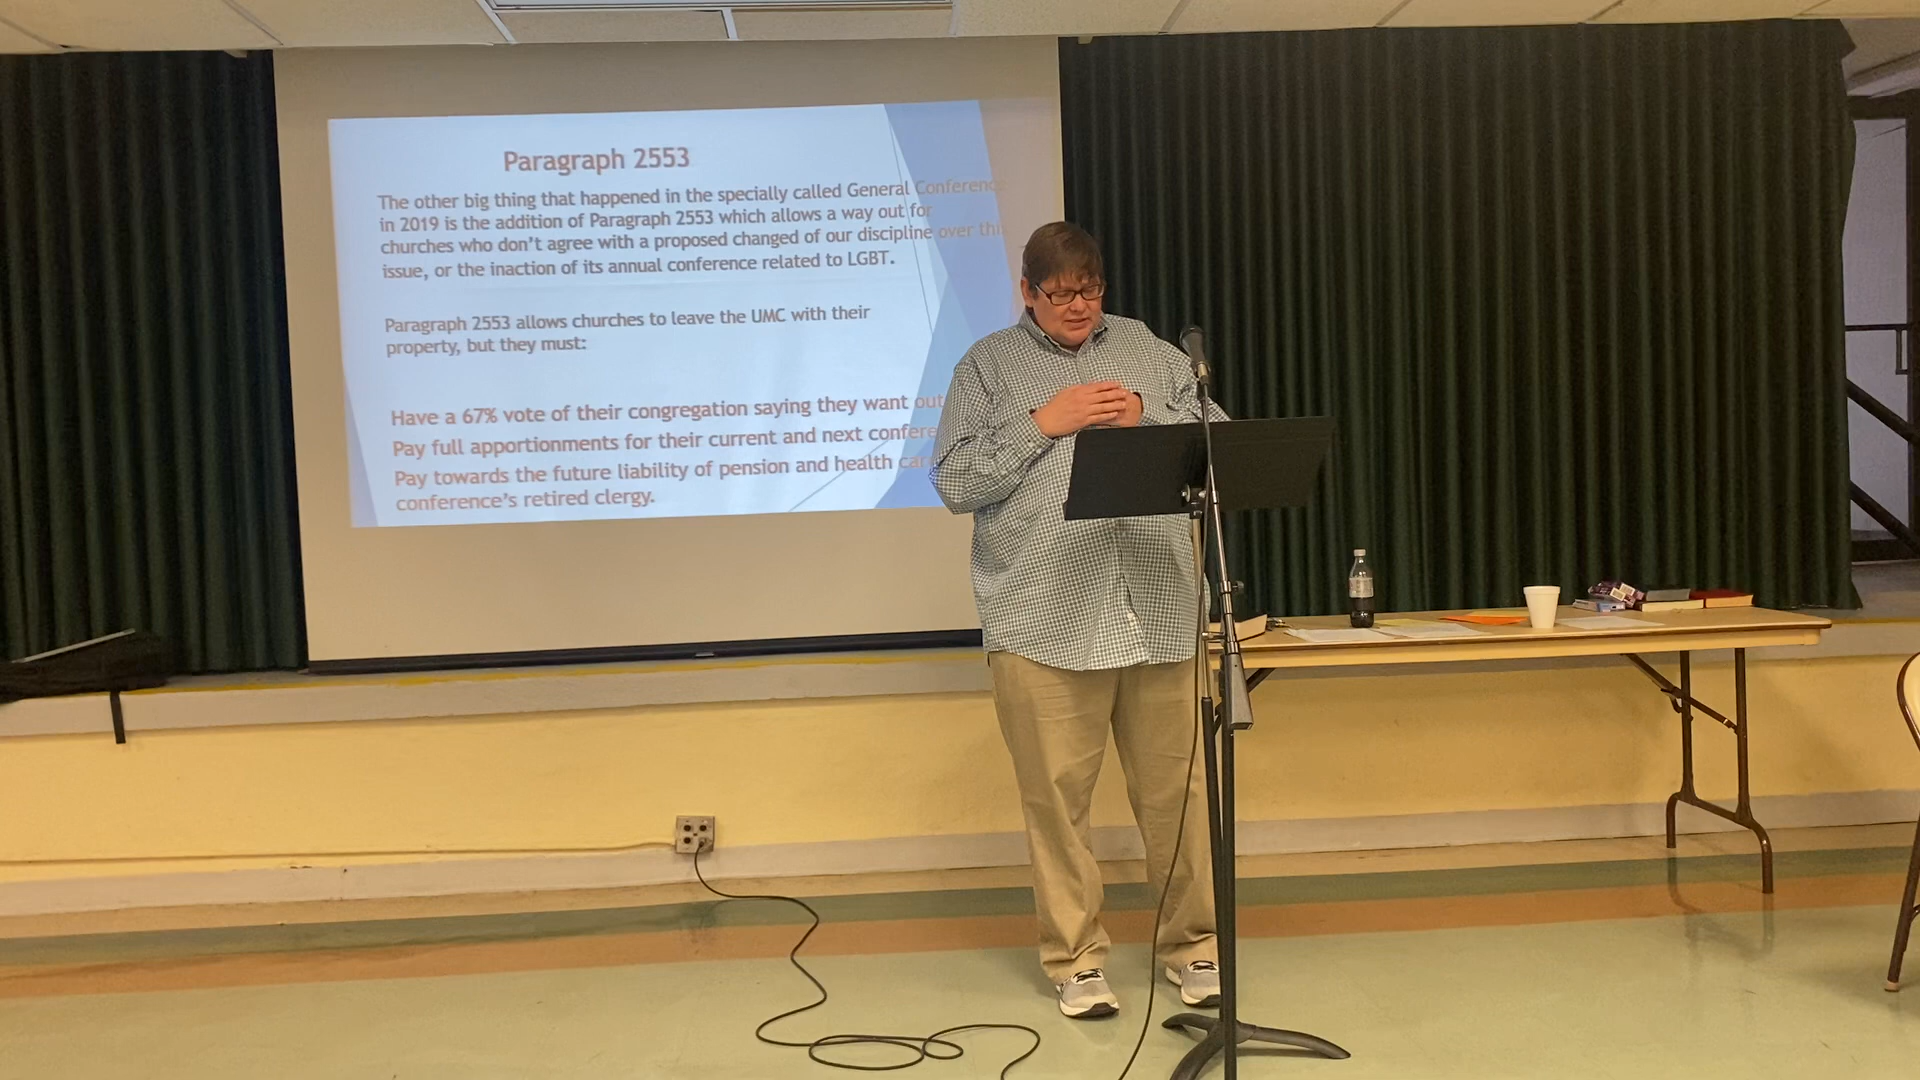 Paragraph 2553
The other big thing that happened in the specially called General Conference
in 2019 is the addition of Paragraph 2553 which allows a way out for
churches who don't agree with a proposed changed of our discipline over this
issue, or the inaction of its annual conference related to LGBT.
Paragraph 2553 allows churches to leave the UMC with their
property, but they must:
Have a 67% vote of their congregation saying they want out
Pay full apportionments for their current and next
Pay towards the future liability of pension and health
conference's retired clergy.